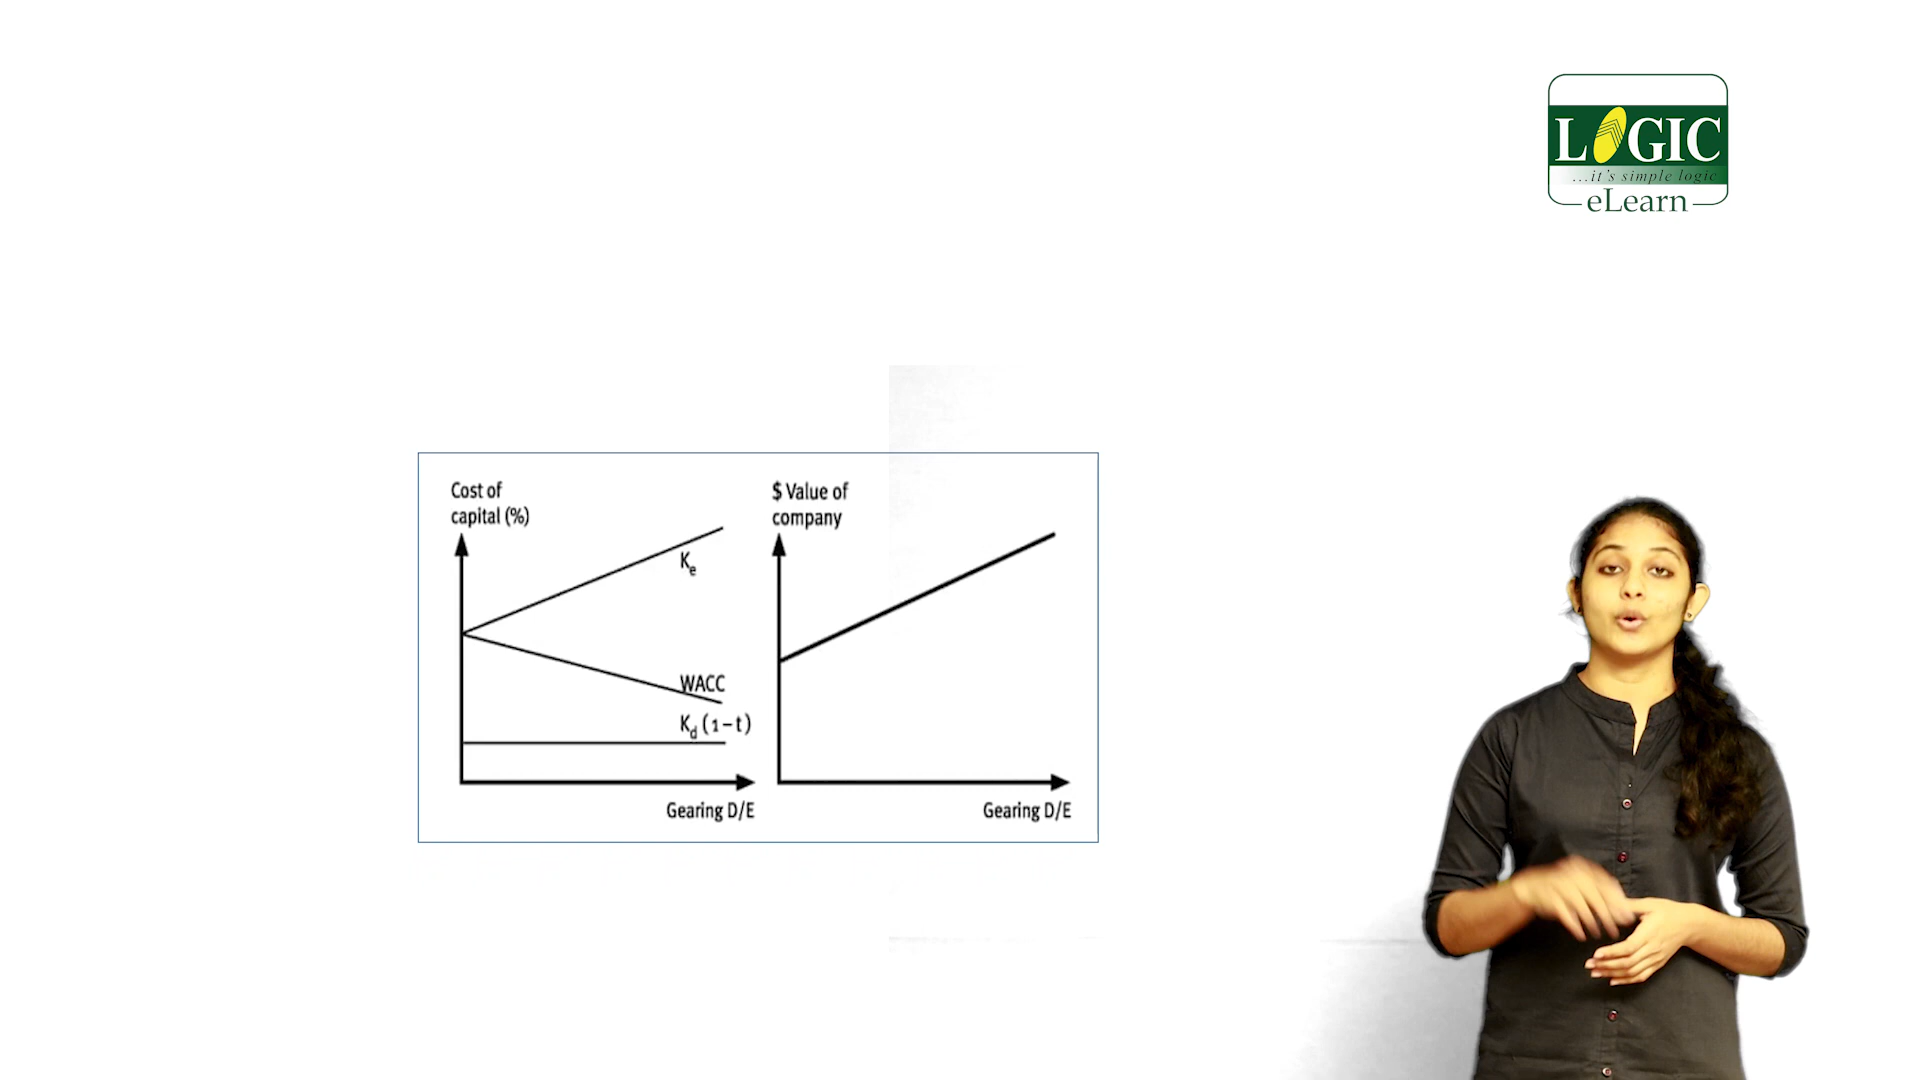 LOGIC
...it's simple logic
eLearn
Cost of
capital (%)
Ke
WACC
Kd (1-t)
Gearing D/E
$ Value of
company
Gearing D/E